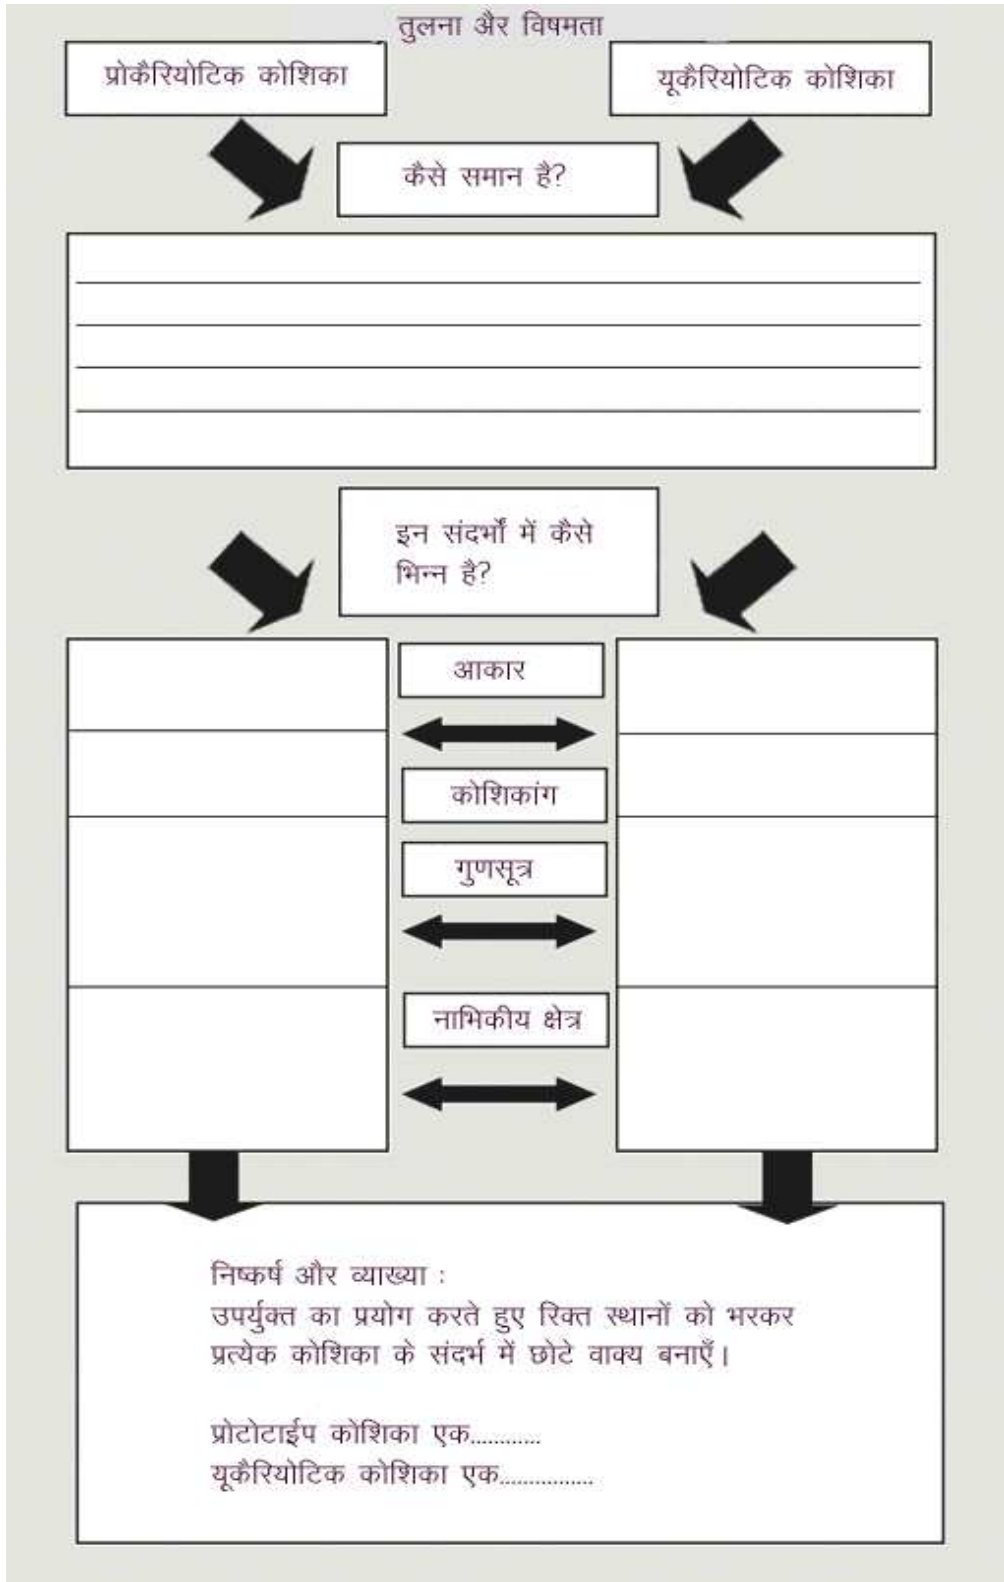 तुलना अैर विषमता
प्रोकैरियोटिक कोशिका
यूकैरियोटिक कोशिका
कैसे समान है?
इन संदर्भों में कैसे
भिन्न है?
आकार
कोशिकांग
गुणसूत्र
नाभिकीय क्षेत्र
निष्कर्ष और व्याख्या :
उपर्युक्त का प्रयोग करते हुए रिक्त स्थानों को भरकर
प्रत्येक कोशिका के संदर्भ में छोटे वाक्य बनाएँ।
प्रोटोटाईप कोशिका एक............
यूकैरियोटिक कोशिका एक................